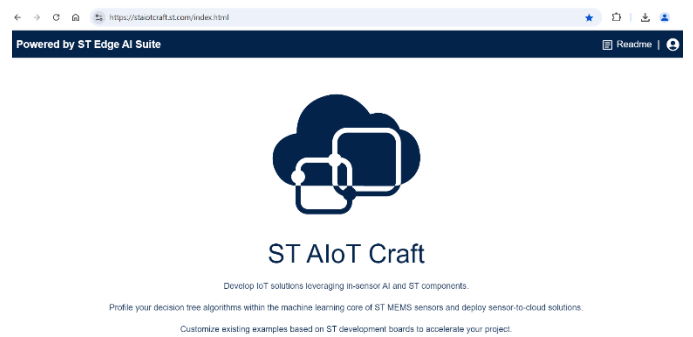 https://staiotcraft.st.com/index.html
Powered by ST Edge AI Suite
Readme |
ST AIoT Craft
Develop IoT solutions leveraging in-sensor AI and ST components.
Profile your decision tree algorithms within the machine learning core of ST MEMS sensors and deploy sensor-to-cloud solutions.
Customize existing examples based on ST development boards to accelerate your project.